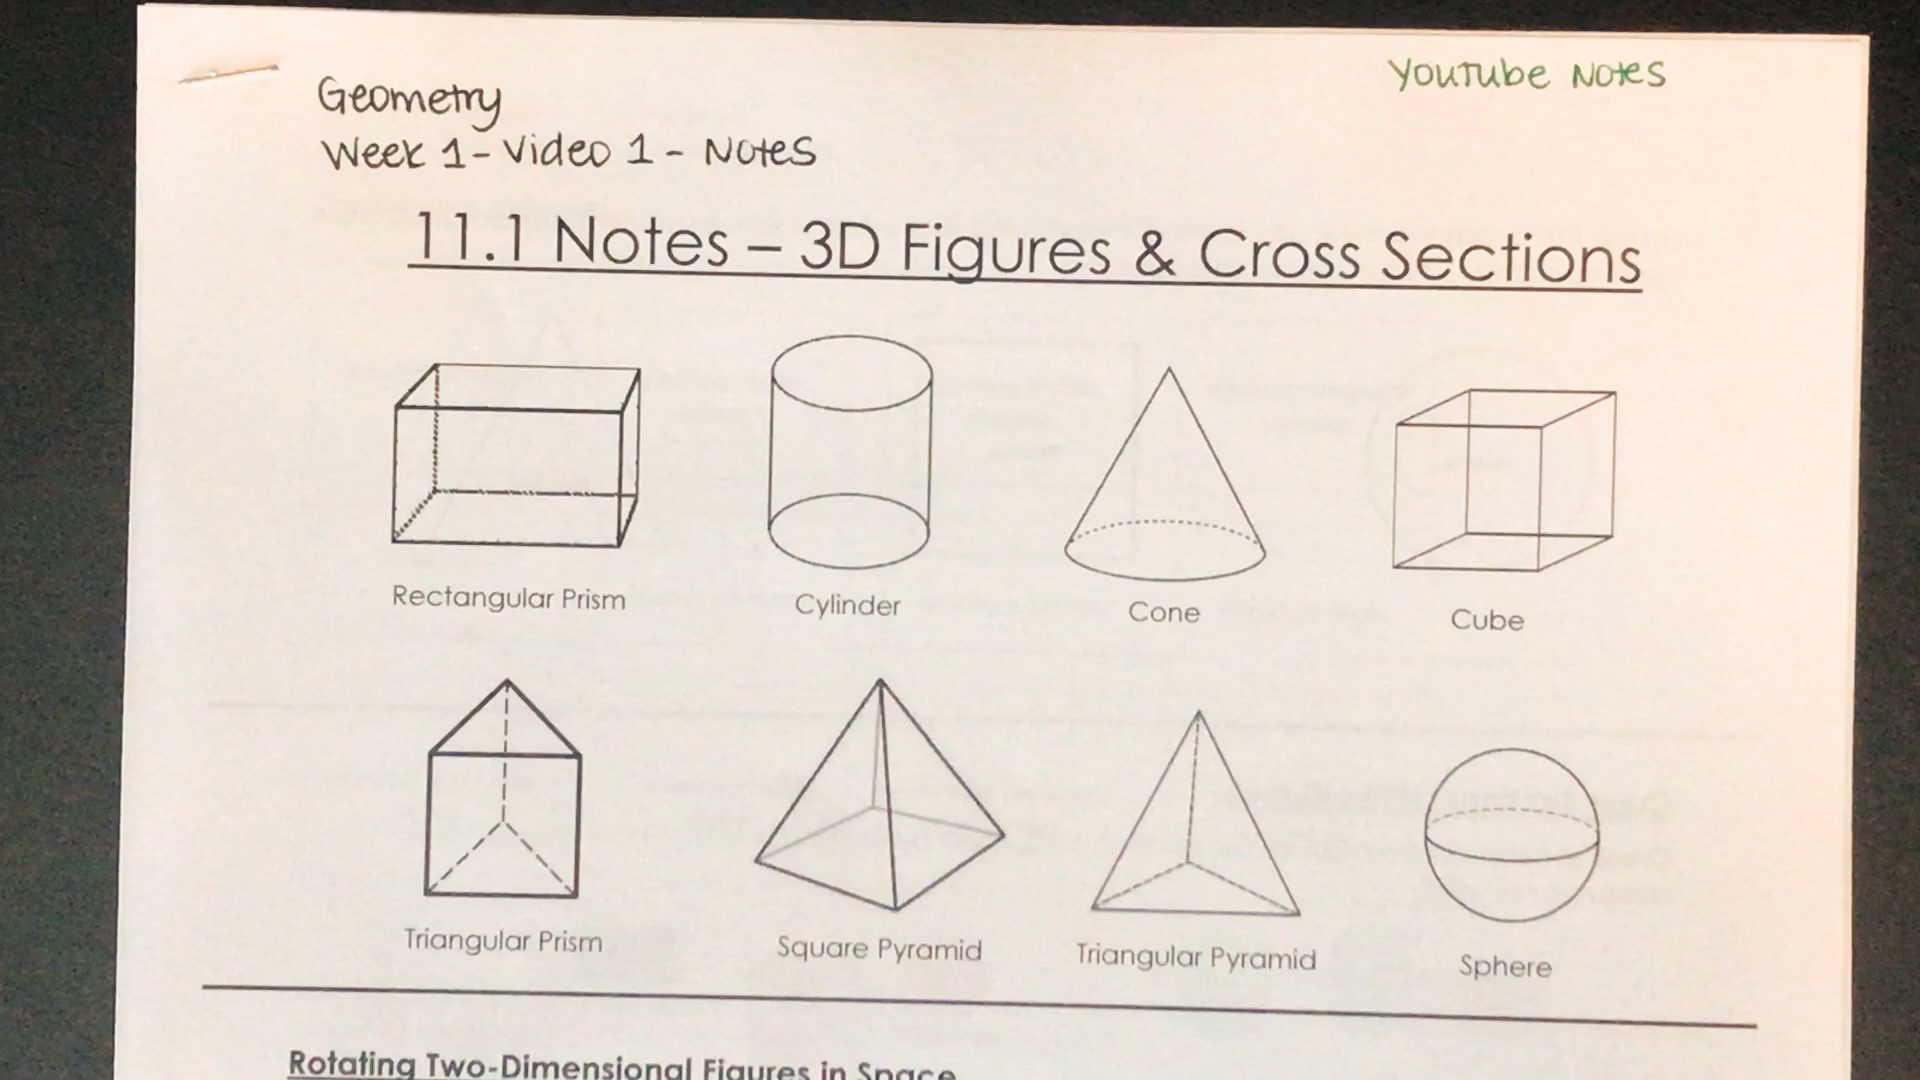 YouTube Notes
Geometry
Week 1 - Video 1 - Notes
11.1 Notes – 3D Figures & Cross Sections
Rectangular Prism
Cylinder
Cone
Cube
Triangular Prism
Square Pyramid
Triangular Pyramid
Sphere
Rotating Two-Dimensional Figures in Space